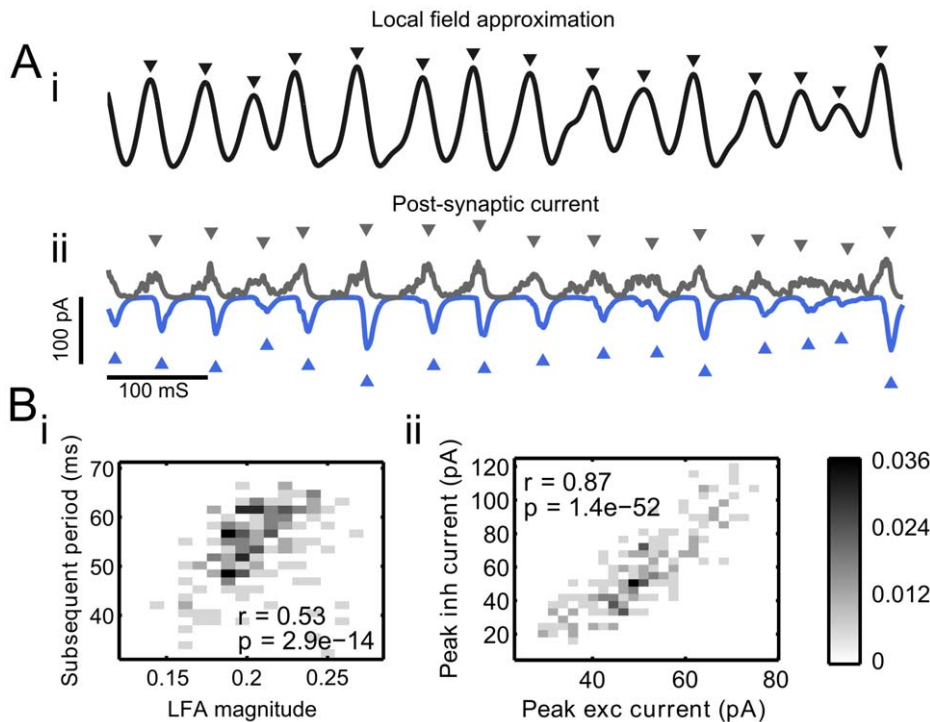 Local field approximation
A
i
Post-synaptic current
ii
100 pA
100 mS
B
i
Subsequent period (ms)
70
60
50
40
r = 0.53
p = 2.9e−14
0.15
0.2
0.25
LFA magnitude
ii
Peak inh current (pA)
120
100
80
60
40
20
r = 0.87
p = 1.4e−52
40
60
80
Peak exc current (pA)
0.036
0.024
0.012
0